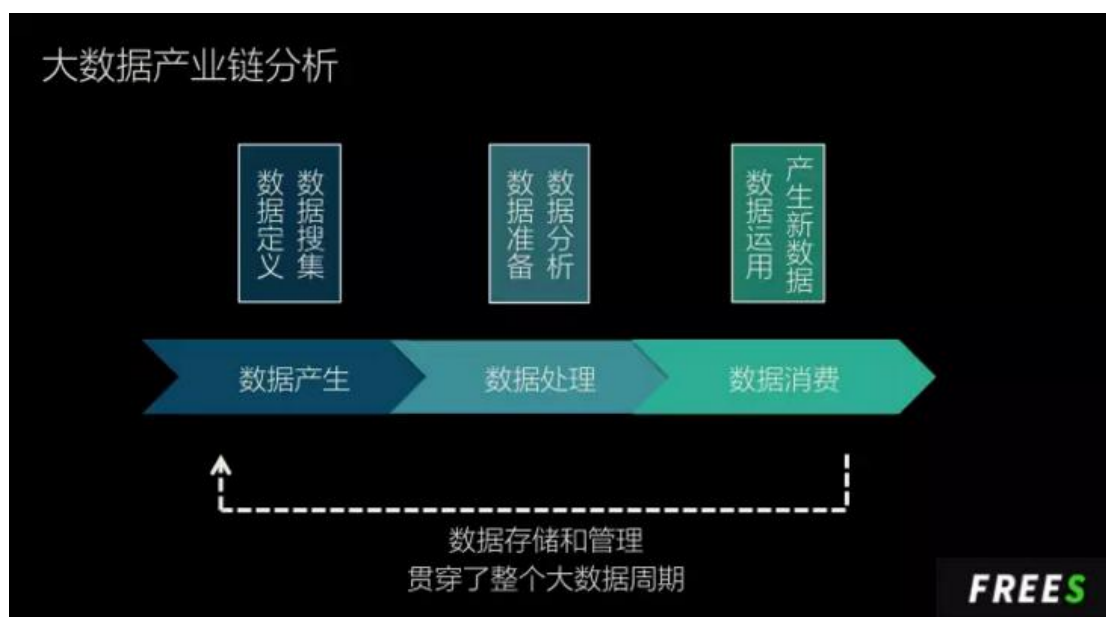 大数据产业链分析
数据定义
数据搜集
数据准备
数据分析
数据运用
产生新数据
数据产生
数据处理
数据消费
数据存储和管理
贯穿了整个大数据周期
FREES